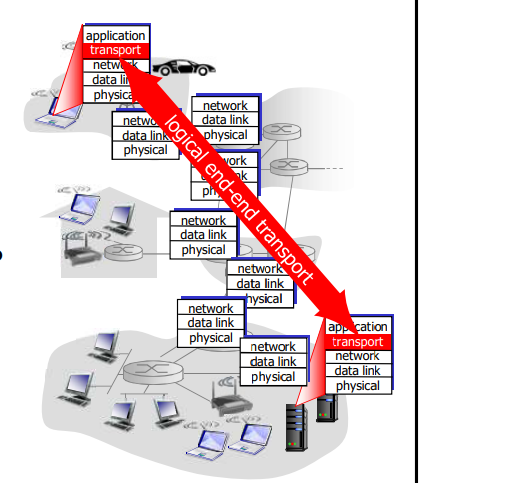 application
transport
network
data link
physical
network
data link
physical
network
data link
physical
network
data link
physical
logical end-end transport
network
data link
physical
network
data link
physical
network
data link
physical
network
data link
physical
application
transport
network
data link
physical